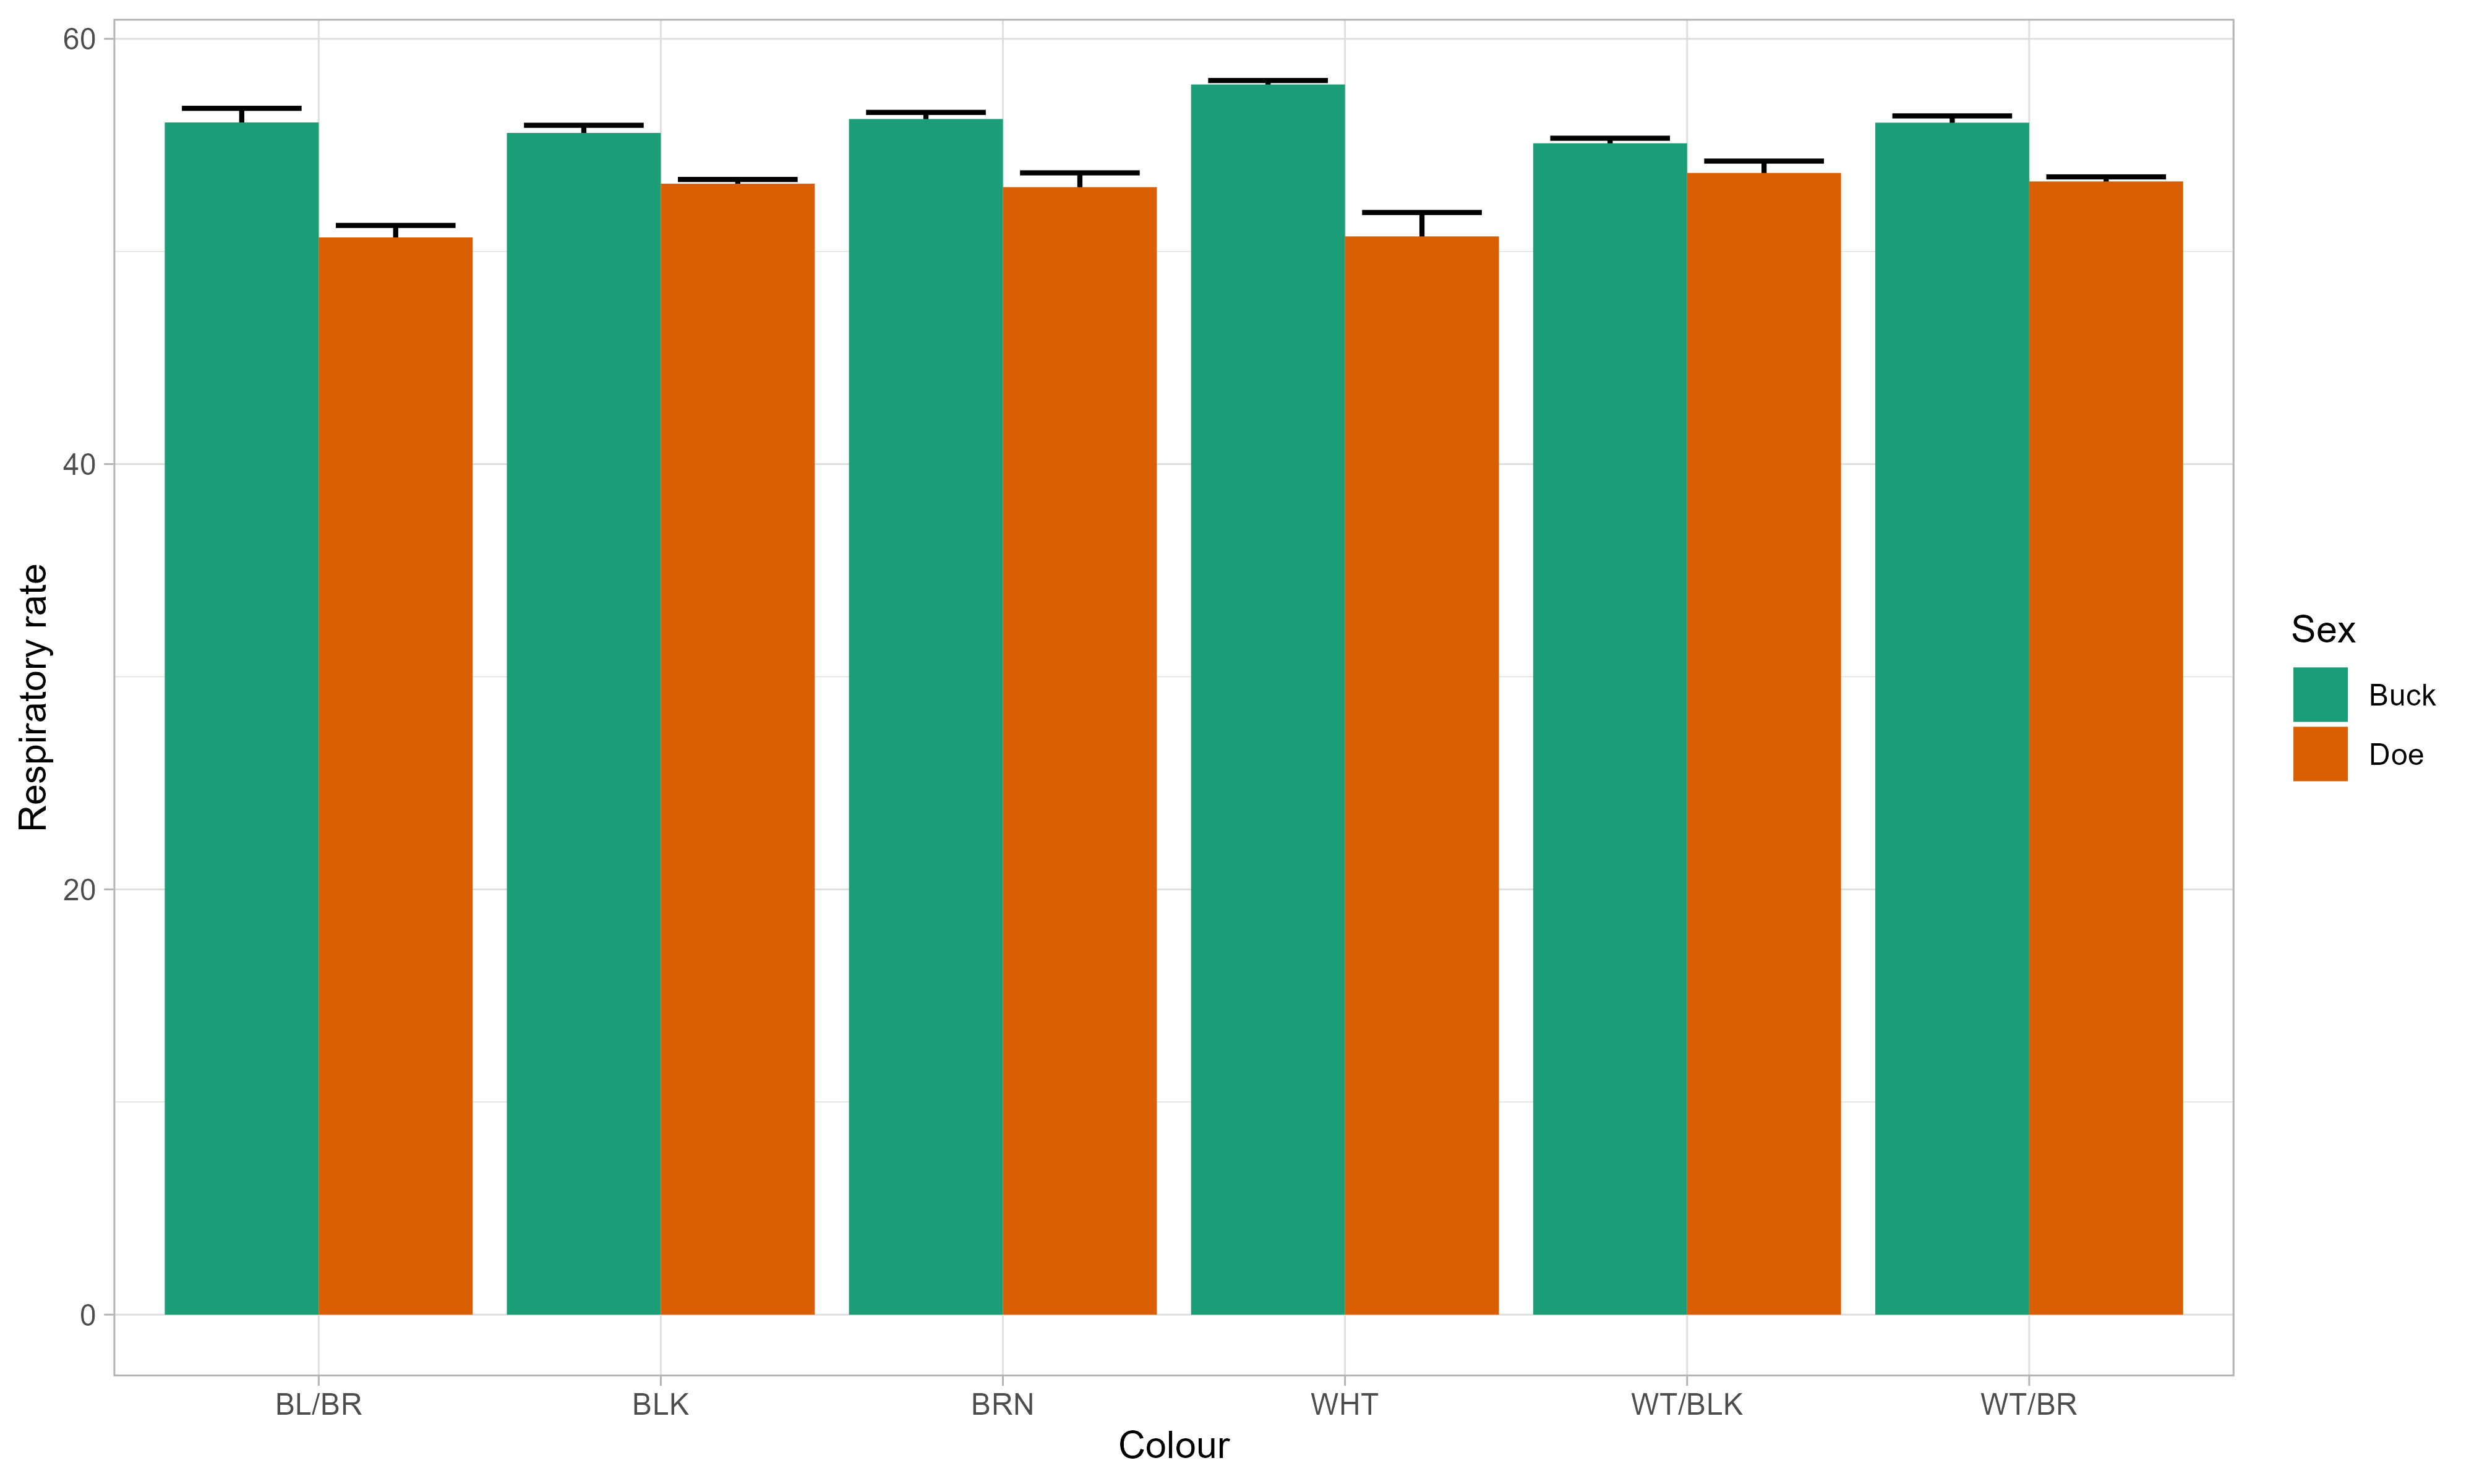 60
40
20
0
Respiratory rate
BL/BR
BLK
BRN
WHT
WT/BLK
WT/BR
Colour
Sex
Buck
Doe